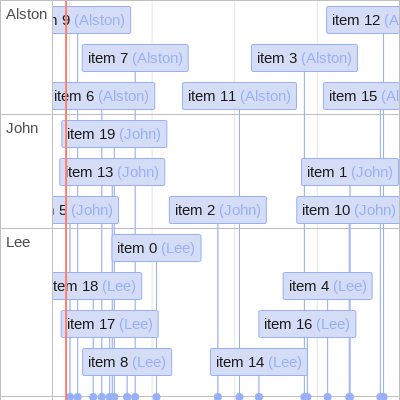 Alston
9 (Alston)
item 12 (A
item 7 (Alston)
item 3 (Alston)
item 6 (Alston)
item 11 (Alston)
item 15 (Al
John
item 19 (John)
item 13 (John)
item 1 (John)
5 (John)
item 2 (John)
item 10 (John)
Lee
item 0 (Lee)
tem 18 (Lee)
item 4 (Lee)
item 17 (Lee)
item 16 (Lee)
item 8 (Lee)
item 14 (Lee)